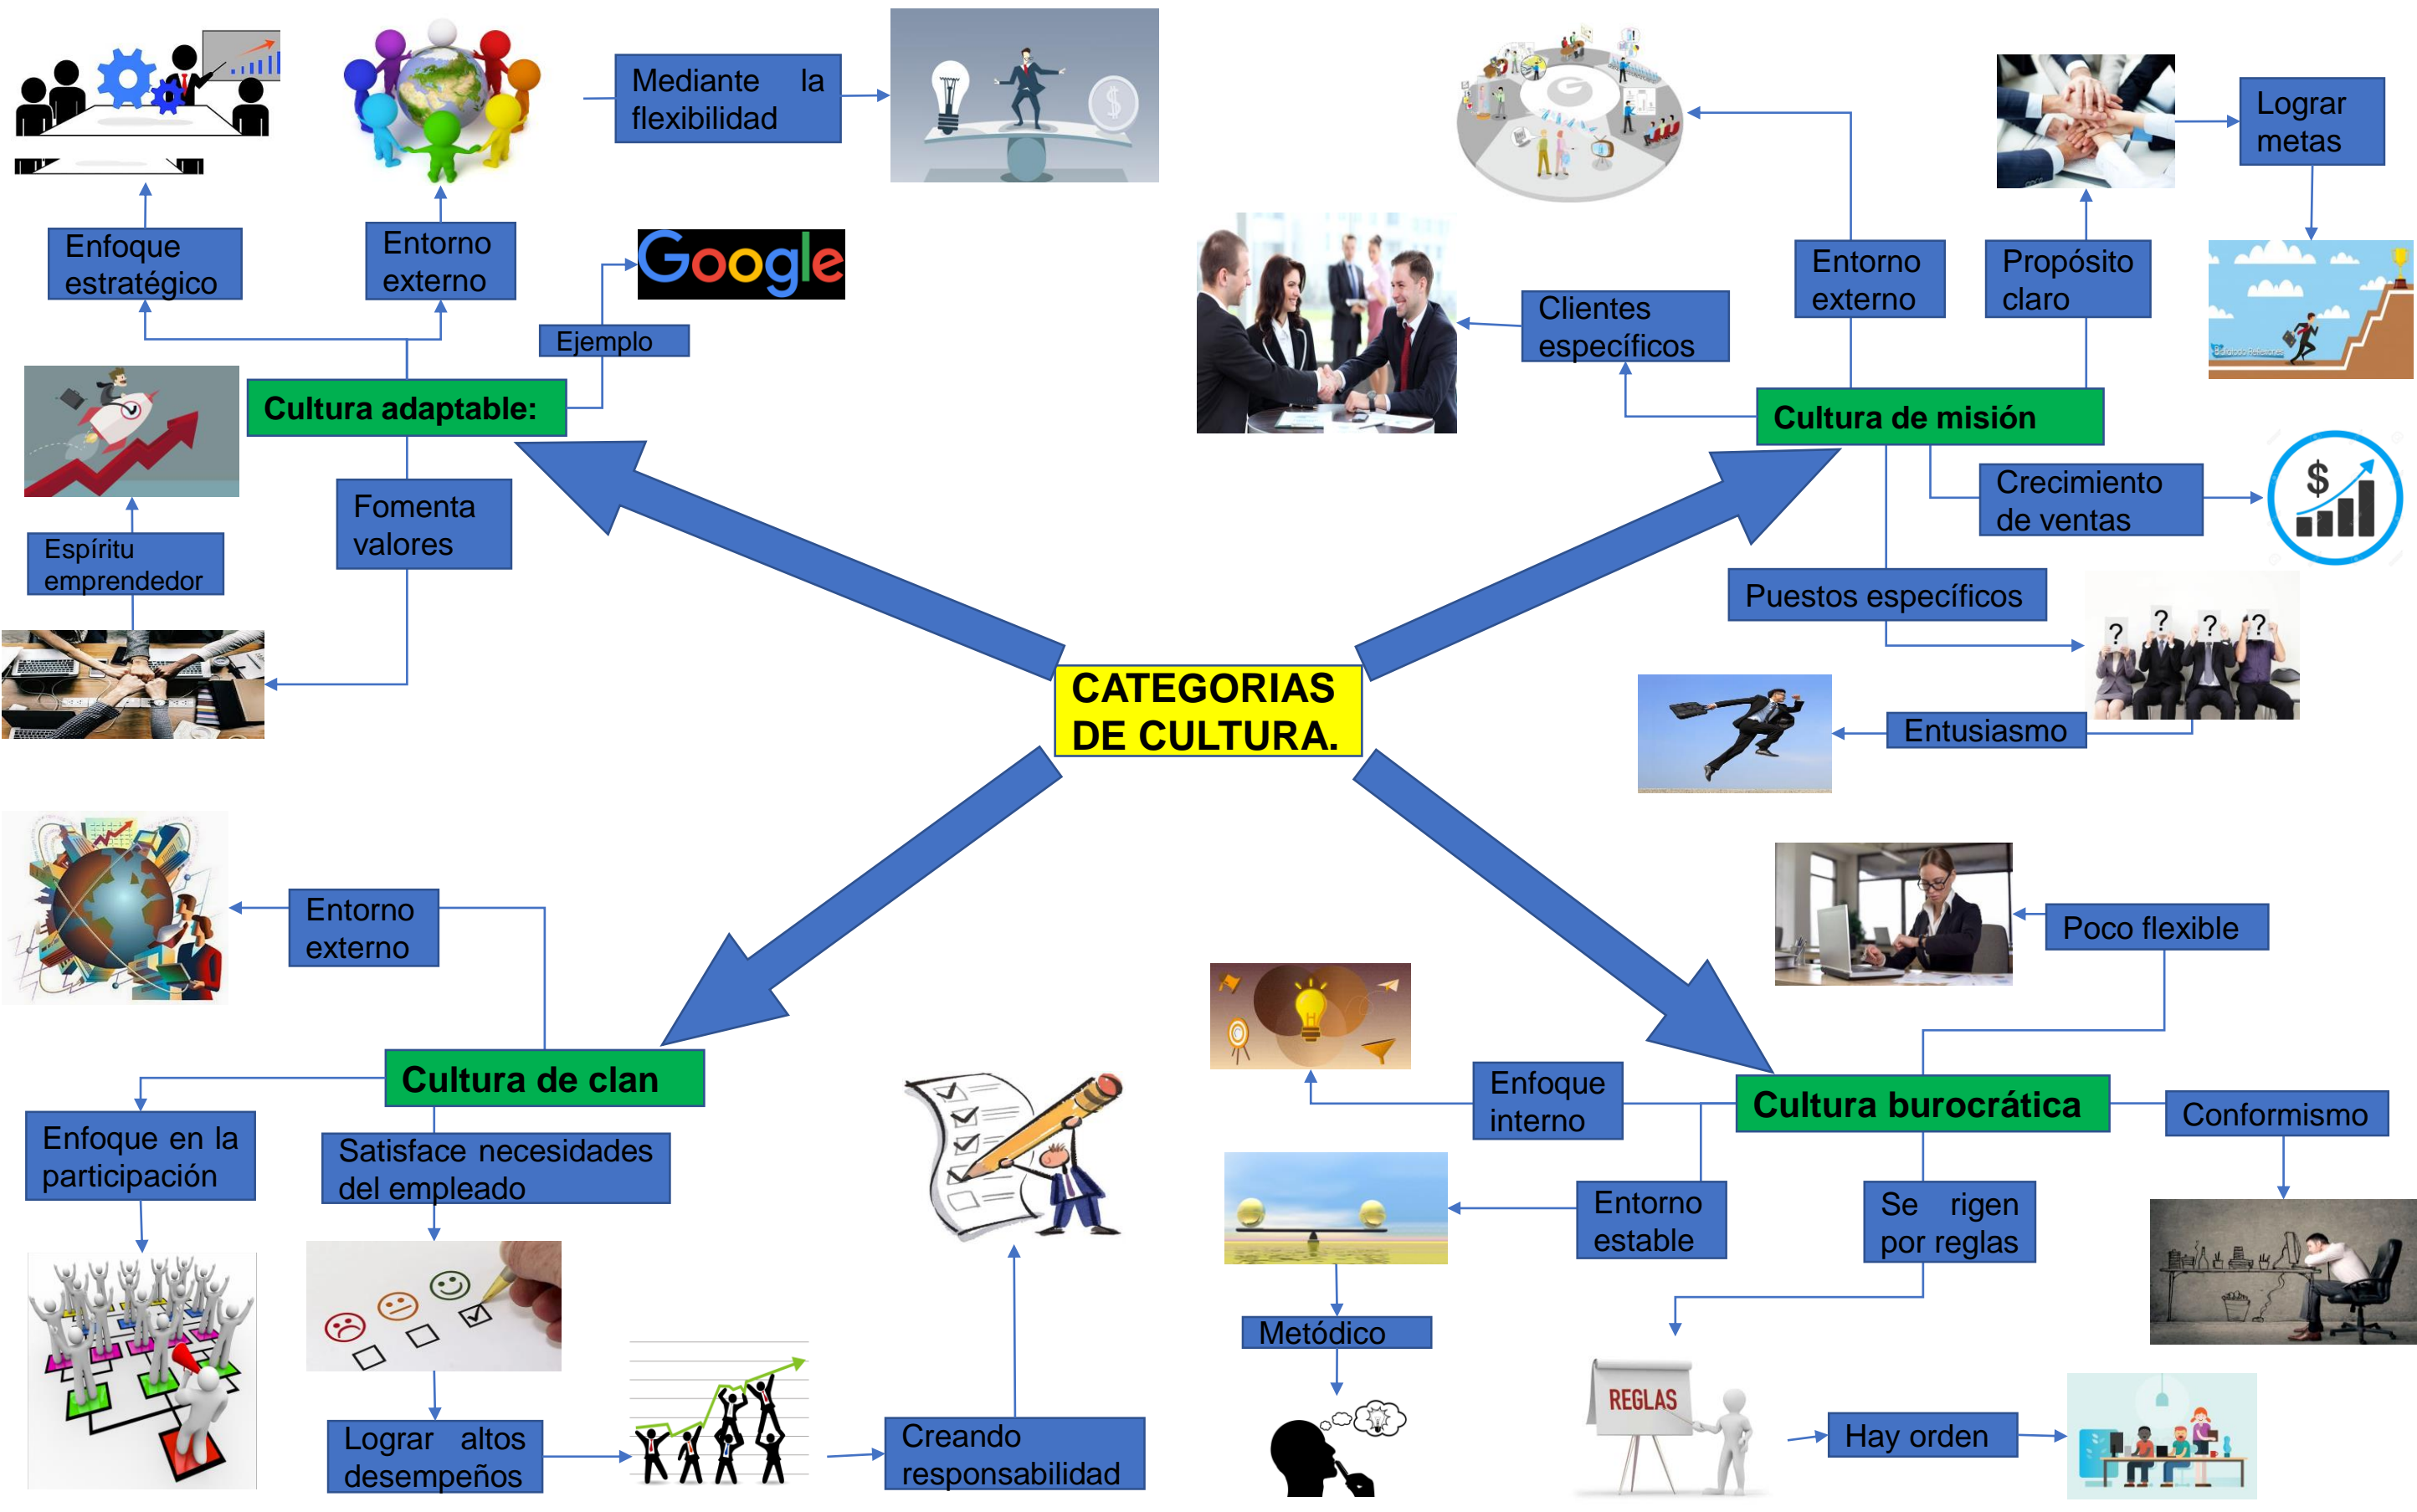 Mediante la
flexibilidad
Enfoque
estratégico
Entorno
externo
Google
Ejemplo
Cultura adaptable:
Fomenta
valores
Espíritu
emprendedor
Entorno
externo
Propósito
claro
Lograr
metas
Clientes
específicos
Cultura de misión
Crecimiento
de ventas
$
Puestos específicos
? ? ? ?
Entusiasmo
CATEGORIAS
DE CULTURA.
Entorno
externo
Cultura de clan
Enfoque en la
participación
Satisface necesidades
del empleado
Lograr altos
desempeños
Creando
responsabilidad
Poco flexible
Enfoque
interno
Cultura burocrática
Conformismo
Entorno
estable
Se rigen
por reglas
Metódico
REGLAS
Hay orden